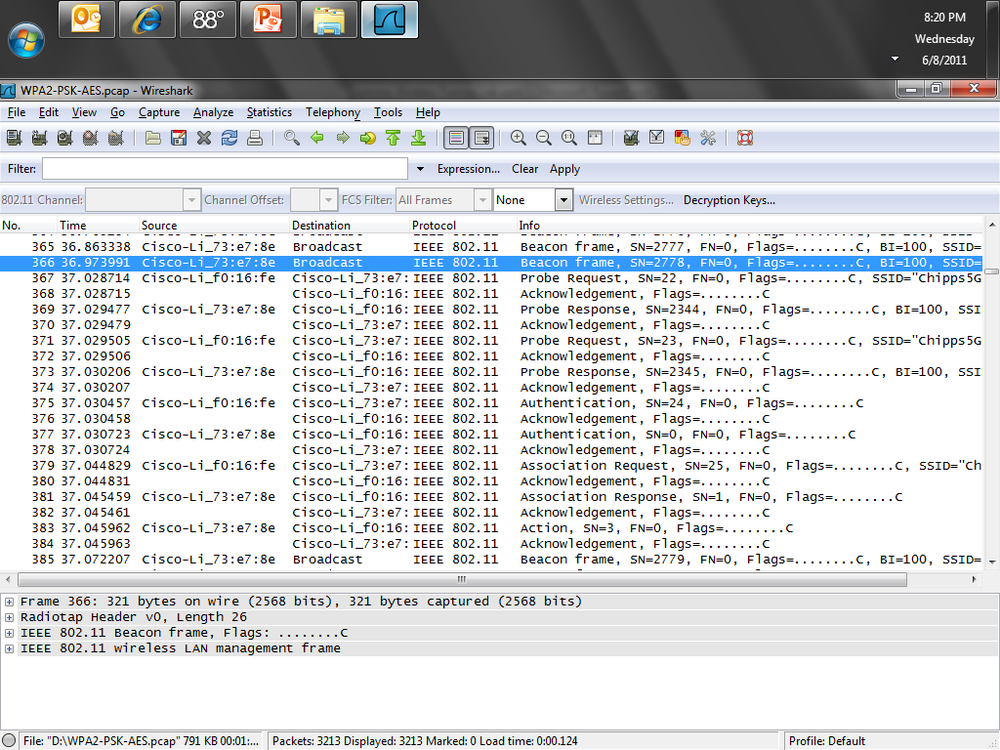 88°
8:20 PM
Wednesday
6/8/2011
WPA2-PSK-AES.pcap - Wireshark
File Edit View Go Capture Analyze Statistics Telephony Tools Help
Filter: Expression... Clear Apply
802.11 Channel: Channel Offset: FCS Filter: All Frames None Wireless Settings... Decryption Keys...
No. Time Source Destination Protocol Info
365 36.863338 Cisco-Li_73:e7:8e Broadcast IEEE 802.11 Beacon frame, SN=2777, FN=0, Flags=........C, BI=100, SSID=
366 36.973991 Cisco-Li_73:e7:8e Broadcast IEEE 802.11 Beacon frame, SN=2778, FN=0, Flags=........C, BI=100, SSID=
367 37.028714 Cisco-Li_f0:16:fe Cisco-Li_73:e7: IEEE 802.11 Probe Request, SN=22, FN=0, Flags=........C, SSID="Chipps5G
368 37.028715 Cisco-Li_f0:16: IEEE 802.11 Acknowledgement, Flags=........C
369 37.029477 Cisco-Li_73:e7:8e Cisco-Li_f0:16: IEEE 802.11 Probe Response, SN=2344, FN=0, Flags=........C, BI=100, SSI
370 37.029479 Cisco-Li_73:e7: IEEE 802.11 Acknowledgement, Flags=........C
371 37.029505 Cisco-Li_f0:16:fe Cisco-Li_73:e7: IEEE 802.11 Probe Request, SN=23, FN=0, Flags=........C, SSID="Chipps5G
372 37.029506 Cisco-Li_f0:16: IEEE 802.11 Acknowledgement, Flags=........C
373 37.030206 Cisco-Li_73:e7:8e Cisco-Li_f0:16: IEEE 802.11 Probe Response, SN=2345, FN=0, Flags=........C, BI=100, SSI
374 37.030207 Cisco-Li_73:e7: IEEE 802.11 Acknowledgement, Flags=........C
375 37.030457 Cisco-Li_f0:16:fe Cisco-Li_73:e7: IEEE 802.11 Authentication, SN=24, FN=0, Flags=........C
376 37.030458 Cisco-Li_f0:16: IEEE 802.11 Acknowledgement, Flags=........C
377 37.030723 Cisco-Li_73:e7:8e Cisco-Li_f0:16: IEEE 802.11 Authentication, SN=0, FN=0, Flags=........C
378 37.030724 Cisco-Li_73:e7: IEEE 802.11 Acknowledgement, Flags=........C
379 37.044829 Cisco-Li_f0:16:fe Cisco-Li_73:e7: IEEE 802.11 Association Request, SN=25, FN=0, Flags=........C, SSID="Ch
380 37.044831 Cisco-Li_f0:16: IEEE 802.11 Acknowledgement, Flags=........C
381 37.045459 Cisco-Li_73:e7:8e Cisco-Li_f0:16: IEEE 802.11 Association Response, SN=1, FN=0, Flags=........C
382 37.045461 Cisco-Li_73:e7: IEEE 802.11 Acknowledgement, Flags=........C
383 37.045962 Cisco-Li_73:e7:8e Cisco-Li_f0:16: IEEE 802.11 Action, SN=3, FN=0, Flags=........C
384 37.045963 Cisco-Li_73:e7: IEEE 802.11 Acknowledgement, Flags=........C
385 37.072207 Cisco-Li_73:e7:8e Broadcast IEEE 802.11 Beacon frame, SN=2779, FN=0, Flags=........C, BI=100, SSID=
Frame 366: 321 bytes on wire (2568 bits), 321 bytes captured (2568 bits)
Radiotap Header v0, Length 26
IEEE 802.11 Beacon frame, Flags: ........C
IEEE 802.11 wireless LAN management frame
File: "D:\WPA2-PSK-AES.pcap" 791 KB 00:01:... Packets: 3213 Displayed: 3213 Marked: 0 Load time: 0:00.124 Profile: Default